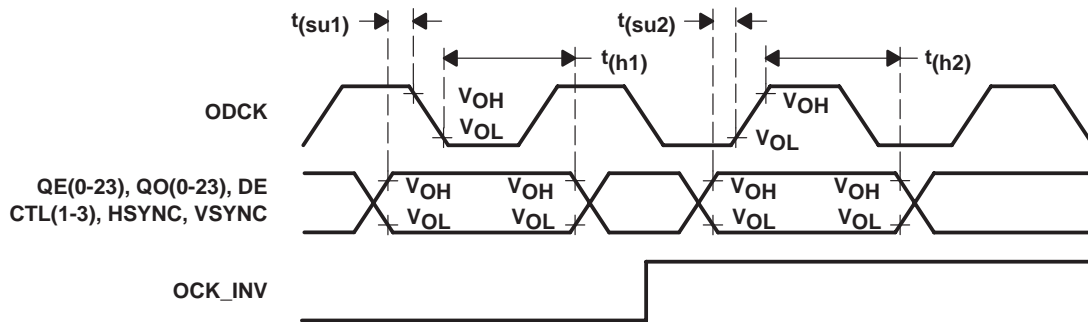 t(su1)
t(su2)
t(h1)
t(h2)
ODCK
VOH
VOL
VOH
VOL
QE(0-23), QO(0-23), DE
CTL(1-3), HSYNC, VSYNC
VOH
VOH
VOH
VOH
VOL
VOL
VOL
VOL
OCK_INV